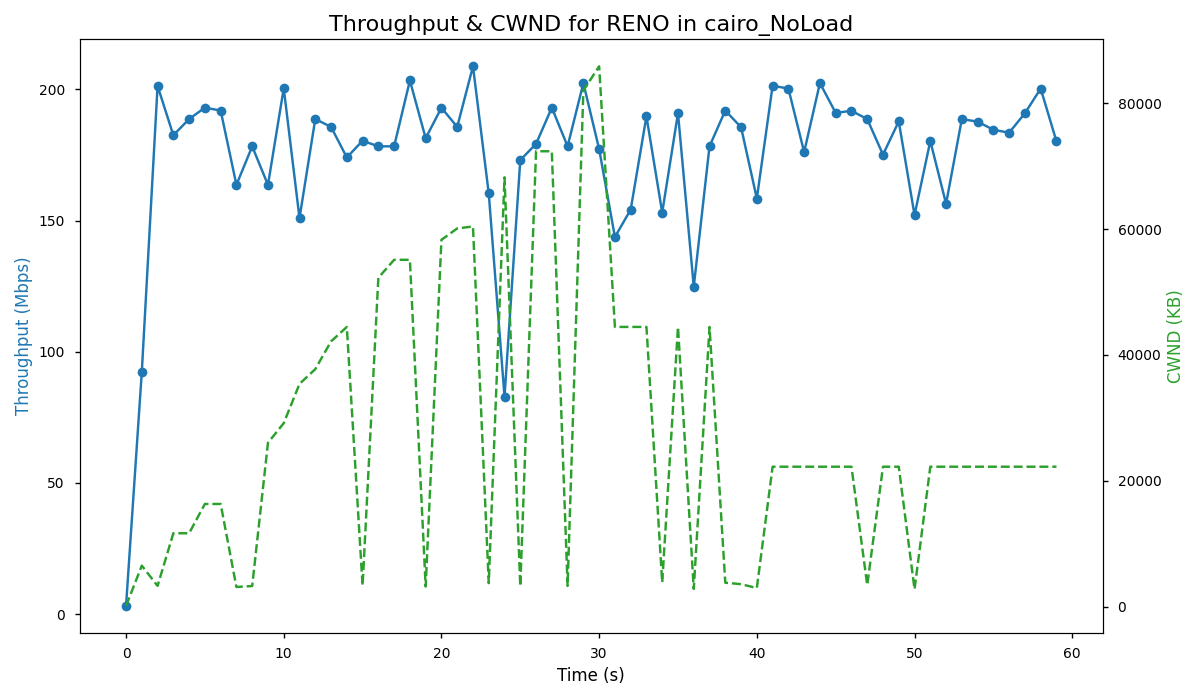 Throughput & CWND for RENO in cairo_NoLoad
Throughput (Mbps)
200
150
100
50
0
80000
60000
40000
20000
0
CWND (KB)
0 10 20 30 40 50 60
Time (s)